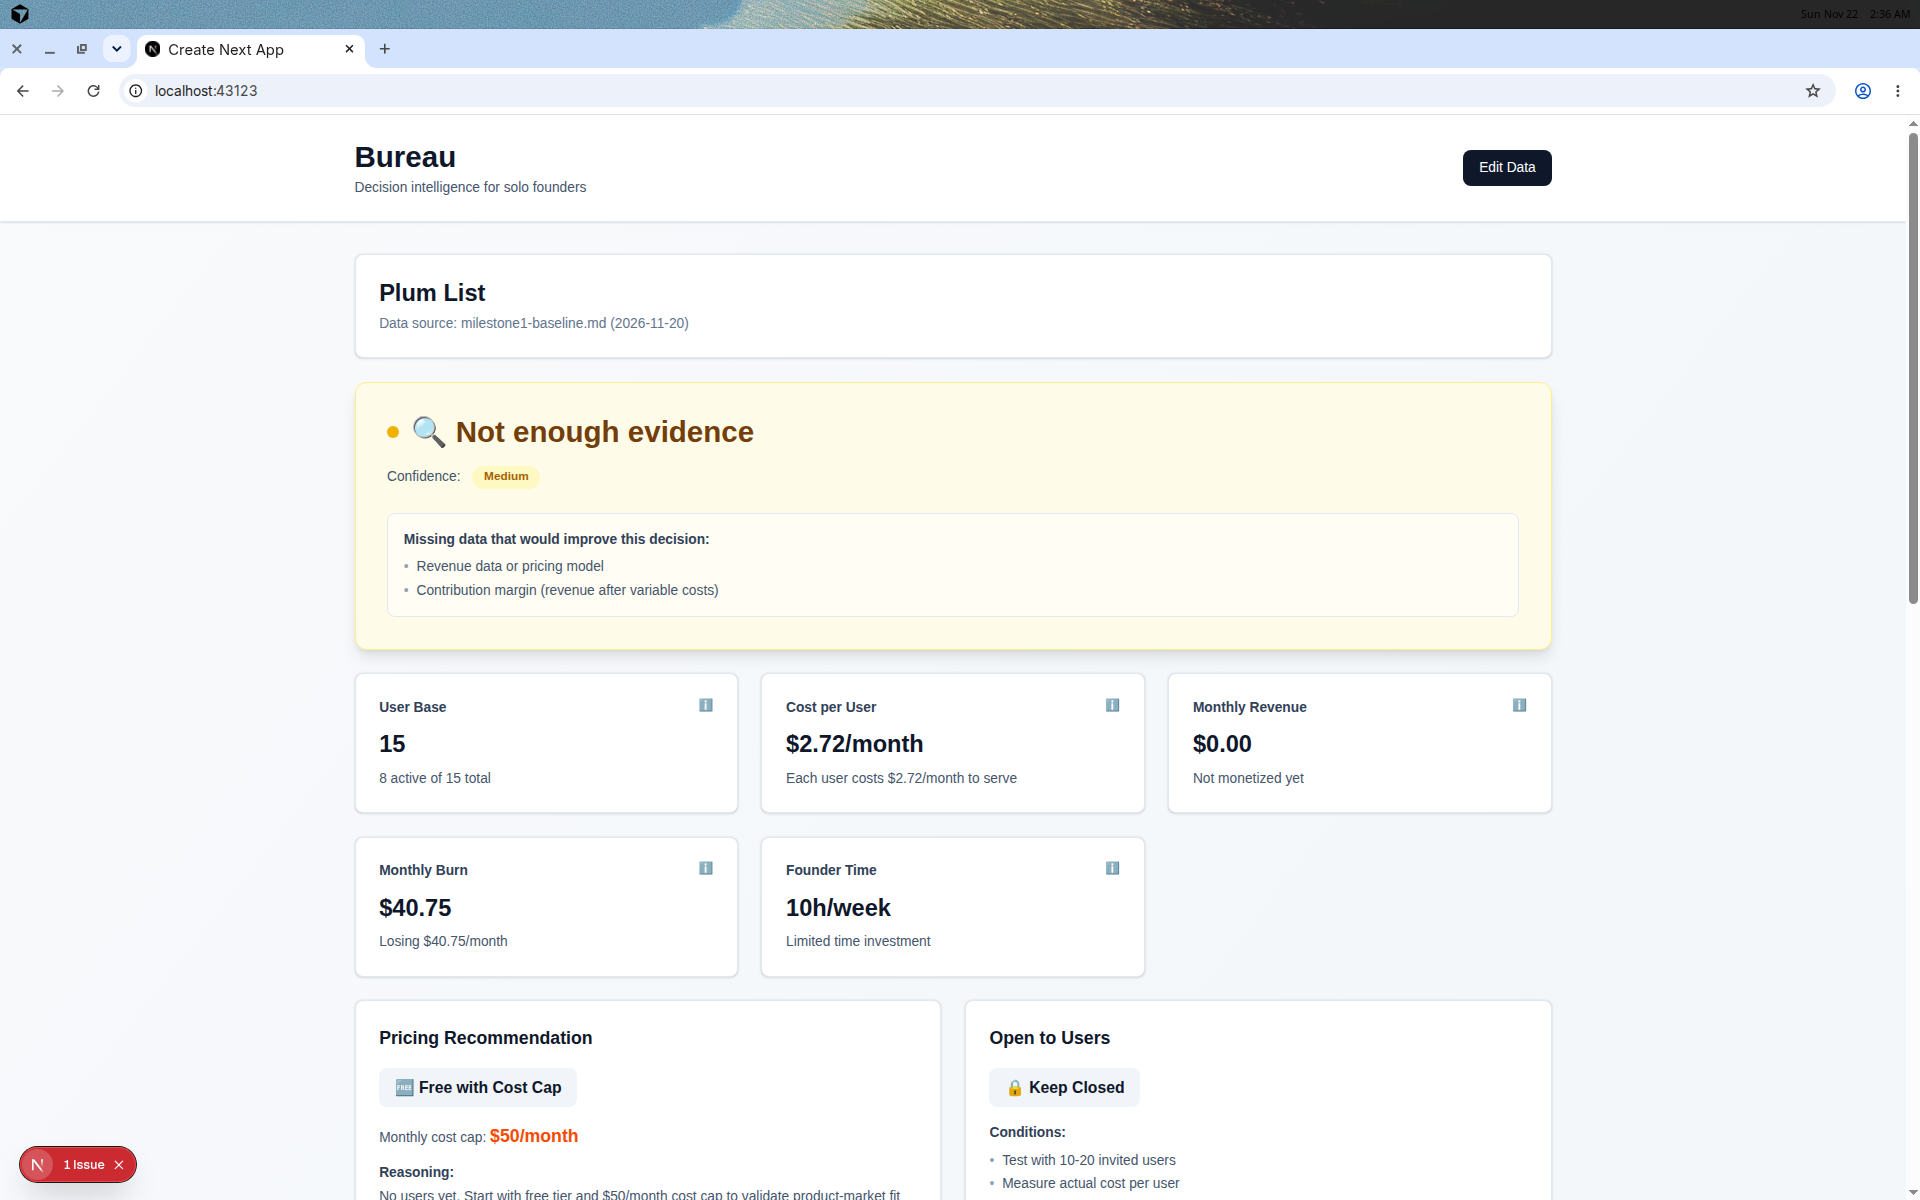 Sun Nov 22 2:36 AM
Create Next App
localhost:43123
Bureau
Decision intelligence for solo founders
Edit Data
Plum List
Data source: milestone1-baseline.md (2026-11-20)
🔍 Not enough evidence
Confidence: Medium
Missing data that would improve this decision:
• Revenue data or pricing model
• Contribution margin (revenue after variable costs)
User Base ℹ️
15
8 active of 15 total
Cost per User ℹ️
$2.72/month
Each user costs $2.72/month to serve
Monthly Revenue ℹ️
$0.00
Not monetized yet
Monthly Burn ℹ️
$40.75
Losing $40.75/month
Founder Time ℹ️
10h/week
Limited time investment
Pricing Recommendation
🆓 Free with Cost Cap
Monthly cost cap: $50/month
Reasoning:
No users yet. Start with free tier and $50/month cost cap to validate product-market fit
Open to Users
🔒 Keep Closed
Conditions:
• Test with 10-20 invited users
• Measure actual cost per user
N 1 Issue